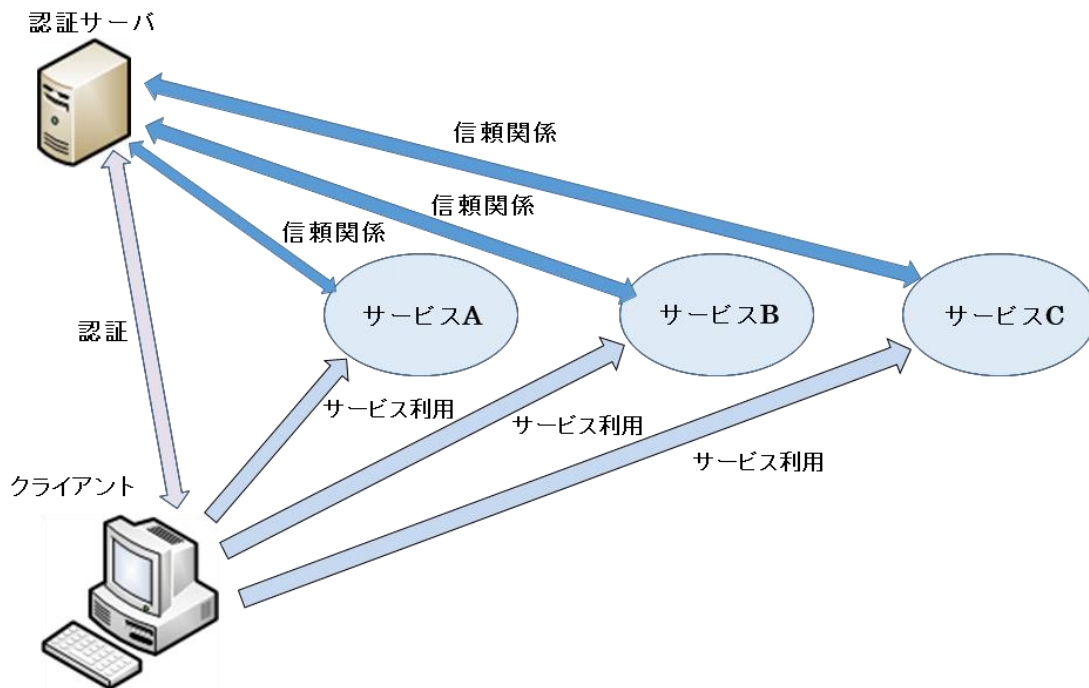 認証サーバ
信頼関係
信頼関係
信頼関係
サービスA
サービスB
サービスC
認証
サービス利用
サービス利用
サービス利用
クライアント